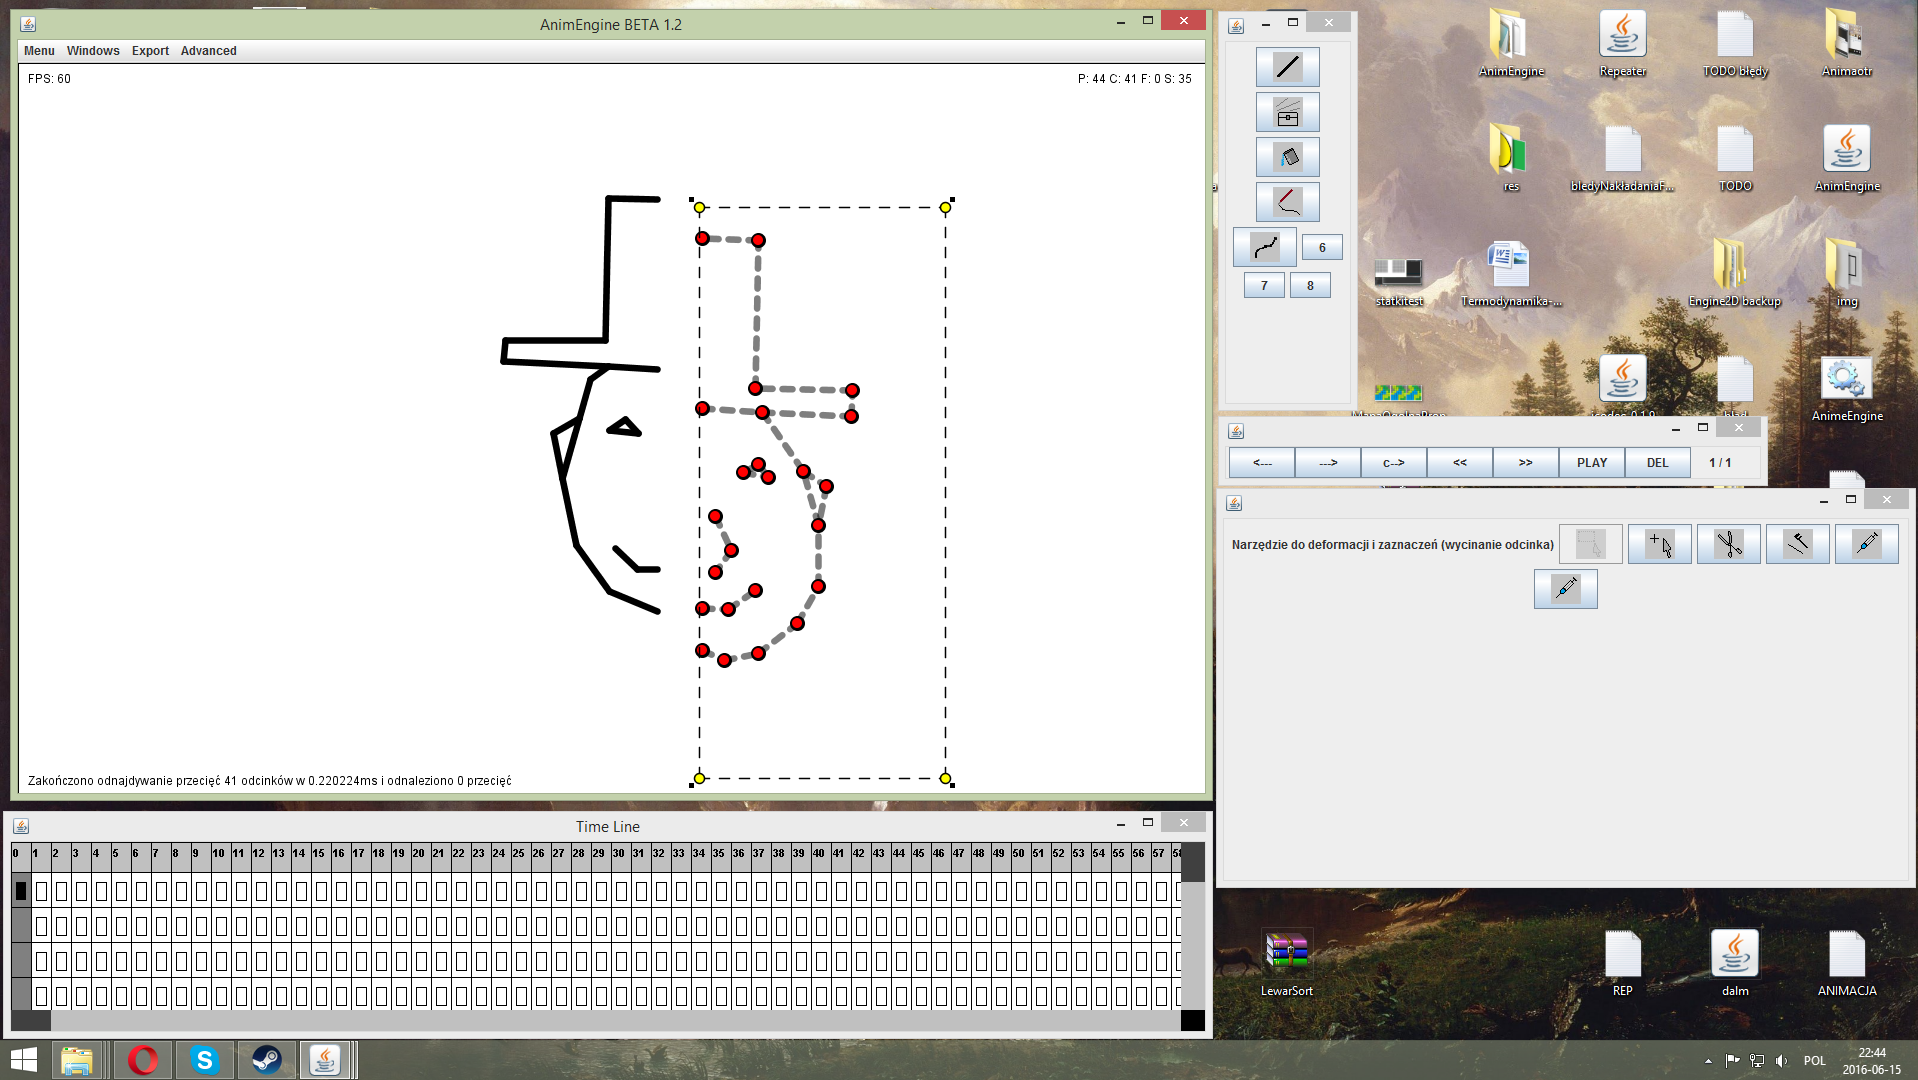 AnimEngine BETA 1.2
Menu Windows Export Advanced
FPS: 60
P: 44 C: 41 F: 0 S: 35
Zakończono odnajdywanie przecięć 41 odcinków w 0.220224ms i odnaleziono 0 przecięć
6
7 8
<--- ---> c--> << >> PLAY DEL 1 / 1
Narzędzie do deformacji i zaznaczeń (wycinanie odcinka)
Time Line
0 1 2 3 4 5 6 7 8 9 10 11 12 13 14 15 16 17 18 19 20 21 22 23 24 25 26 27 28 29 30 31 32 33 34 35 36 37 38 39 40 41 42 43 44 45 46 47 48 49 50 51 52 53 54 55 56 57 58
AnimEngine Repeater TODO błędy Animaotr
res bledyNakładaniaF... TODO AnimEngine
statkitest Termodynamika-... Engine2D backup img
AnimeEngine
LewarSort REP dalm ANIMACJA
POL
22:44
2016-06-15